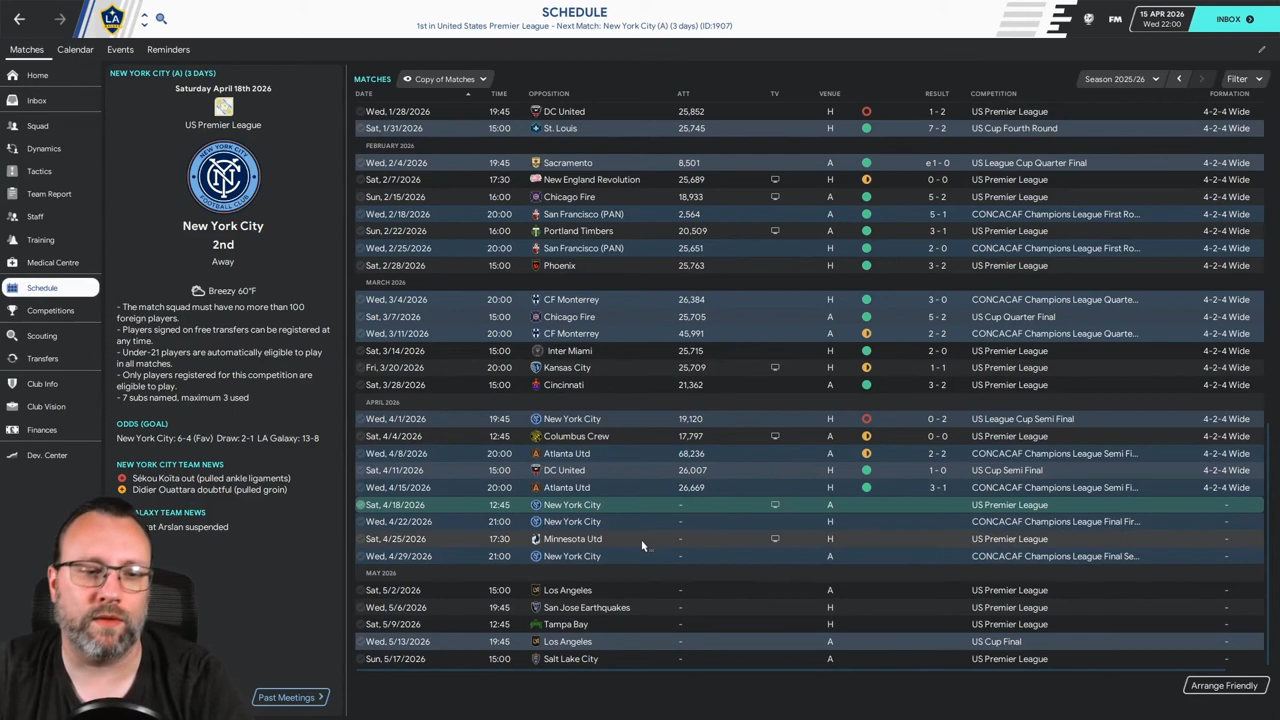 SCHEDULE
1st in United States Premier League - Next Match: New York City (A) (3 days) (ID:1907)
LA
FM
15 APR 2026
Wed 22:00
INBOX
Matches
Calendar
Events
Reminders
Home
Inbox
Squad
Dynamics
Tactics
Team Report
Staff
Training
Medical Centre
Schedule
Competitions
Scouting
Transfers
Club Info
Club Vision
Finances
Dev. Center
NEW YORK CITY (A) (3 DAYS)
Saturday April 18th 2026
US Premier League
NEW YORK CITY
FOOTBALL CLUB
New York City
2nd
Away
Breezy 60°F
- The match squad must have no more than 100
foreign players.
- Players signed on free transfers can be registered at
any time.
- Under-21 players are automatically eligible to play
in all matches.
- Only players registered for this competition are
eligible to play.
- 7 subs named, maximum 3 used
ODDS (GOAL)
New York City: 6-4 (Fav) Draw: 2-1 LA Galaxy: 13-8
NEW YORK CITY TEAM NEWS
Sékou Koïta out (pulled ankle ligaments)
Didier Ouattara doubtful (pulled groin)
GALAXY TEAM NEWS
Arslan suspended
Past Meetings
MATCHES
Copy of Matches
Season 2025/26
Filter
DATE TIME OPPOSITION ATT TV VENUE RESULT COMPETITION FORMATION
Wed, 1/28/2026 19:45 DC United 25,852 H 1 - 2 US Premier League 4-2-4 Wide
Sat, 1/31/2026 15:00 St. Louis 25,745 H 7 - 2 US Cup Fourth Round 4-2-4 Wide
FEBRUARY 2026
Wed, 2/4/2026 19:45 Sacramento 8,501 A e 1 - 0 US League Cup Quarter Final 4-2-4 Wide
Sat, 2/7/2026 17:30 New England Revolution 25,689 H 0 - 0 US Premier League 4-2-4 Wide
Sun, 2/15/2026 16:00 Chicago Fire 18,933 A 5 - 2 US Premier League 4-2-4 Wide
Wed, 2/18/2026 20:00 San Francisco (PAN) 2,564 A 5 - 1 CONCACAF Champions League First Ro... 4-2-4 Wide
Sun, 2/22/2026 16:00 Portland Timbers 20,509 A 3 - 1 US Premier League 4-2-4 Wide
Wed, 2/25/2026 20:00 San Francisco (PAN) 25,651 H 2 - 0 CONCACAF Champions League First Ro... 4-2-4 Wide
Sat, 2/28/2026 15:00 Phoenix 25,763 H 3 - 2 US Premier League 4-2-4 Wide
MARCH 2026
Wed, 3/4/2026 20:00 CF Monterrey 26,384 H 3 - 0 CONCACAF Champions League Quarte... 4-2-4 Wide
Sat, 3/7/2026 15:00 Chicago Fire 25,705 H 5 - 2 US Cup Quarter Final 4-2-4 Wide
Wed, 3/11/2026 20:00 CF Monterrey 45,991 A 2 - 2 CONCACAF Champions League Quarte... 4-2-4 Wide
Sat, 3/14/2026 15:00 Inter Miami 25,715 H 2 - 0 US Premier League 4-2-4 Wide
Fri, 3/20/2026 20:00 Kansas City 25,709 H 1 - 1 US Premier League 4-2-4 Wide
Sat, 3/28/2026 15:00 Cincinnati 21,362 A 3 - 2 US Premier League 4-2-4 Wide
APRIL 2026
Wed, 4/1/2026 19:45 New York City 19,120 A 0 - 2 US League Cup Semi Final 4-2-4 Wide
Sat, 4/4/2026 12:45 Columbus Crew 17,797 A 0 - 0 US Premier League 4-2-4 Wide
Wed, 4/8/2026 20:00 Atlanta Utd 68,236 A 2 - 2 CONCACAF Champions League Semi Fi... 4-2-4 Wide
Sat, 4/11/2026 15:00 DC United 26,007 H 1 - 0 US Cup Semi Final 4-2-4 Wide
Wed, 4/15/2026 20:00 Atlanta Utd 26,669 H 3 - 1 CONCACAF Champions League Semi Fi... 4-2-4 Wide
Sat, 4/18/2026 12:45 New York City - A US Premier League -
Wed, 4/22/2026 21:00 New York City - H CONCACAF Champions League Final Fir... -
Sat, 4/25/2026 17:30 Minnesota Utd - H US Premier League -
Wed, 4/29/2026 21:00 New York City - A CONCACAF Champions League Final Se... -
MAY 2026
Sat, 5/2/2026 15:00 Los Angeles - A US Premier League -
Wed, 5/6/2026 19:45 San Jose Earthquakes - H US Premier League -
Sat, 5/9/2026 12:45 Tampa Bay - H US Premier League -
Wed, 5/13/2026 19:45 Los Angeles - A US Cup Final -
Sun, 5/17/2026 15:00 Salt Lake City - A US Premier League -
Arrange Friendly